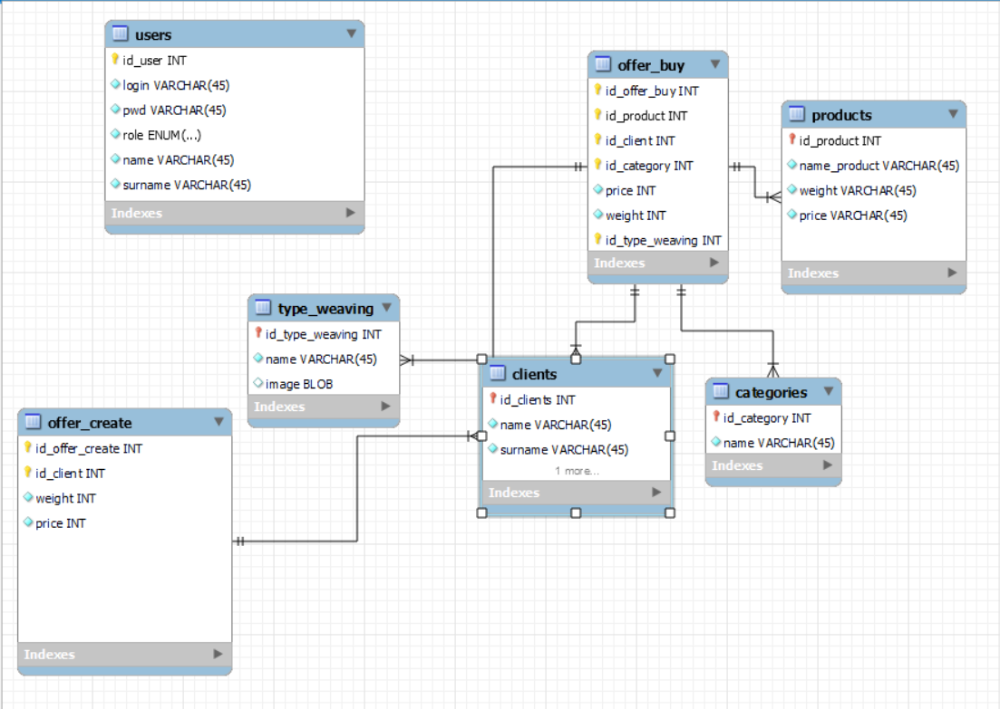 users
id_user INT
login VARCHAR(45)
pwd VARCHAR(45)
role ENUM(...)
name VARCHAR(45)
surname VARCHAR(45)
Indexes
offer_buy
id_offer_buy INT
id_product INT
id_client INT
id_category INT
price INT
weight INT
id_type_weaving INT
Indexes
products
id_product INT
name_product VARCHAR(45)
weight VARCHAR(45)
price VARCHAR(45)
Indexes
type_weaving
id_type_weaving INT
name VARCHAR(45)
image BLOB
Indexes
clients
id_clients INT
name VARCHAR(45)
surname VARCHAR(45)
1 more...
Indexes
categories
id_category INT
name VARCHAR(45)
Indexes
offer_create
id_offer_create INT
id_client INT
weight INT
price INT
Indexes